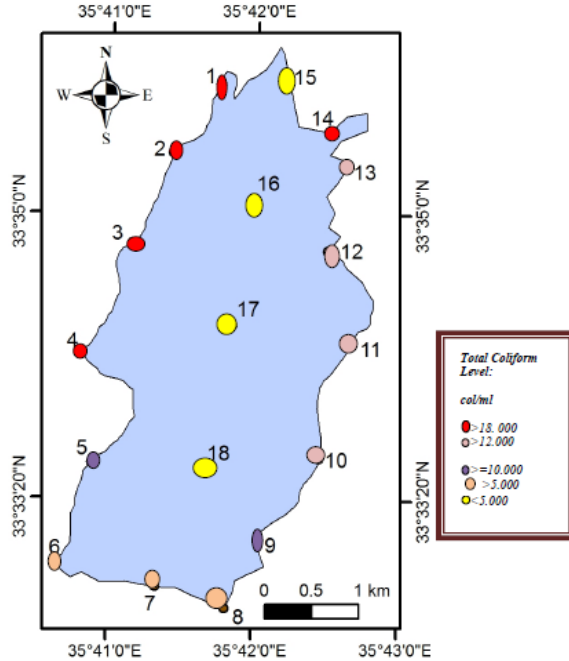 35°41'0"E 35°42'0"E
N
W E
S
1
15
14
2
13
16
33°35'0"N
33°35'0"N
3
12
17
11
4
Total Coliform
Level:
col/ml
>18. 000
>12.000
>=10.000
>5.000
<5.000
5
18
10
33°33'20"N
33°33'20"N
9
6
7
8
0 0.5 1 km
35°41'0"E 35°42'0"E 35°43'0"E